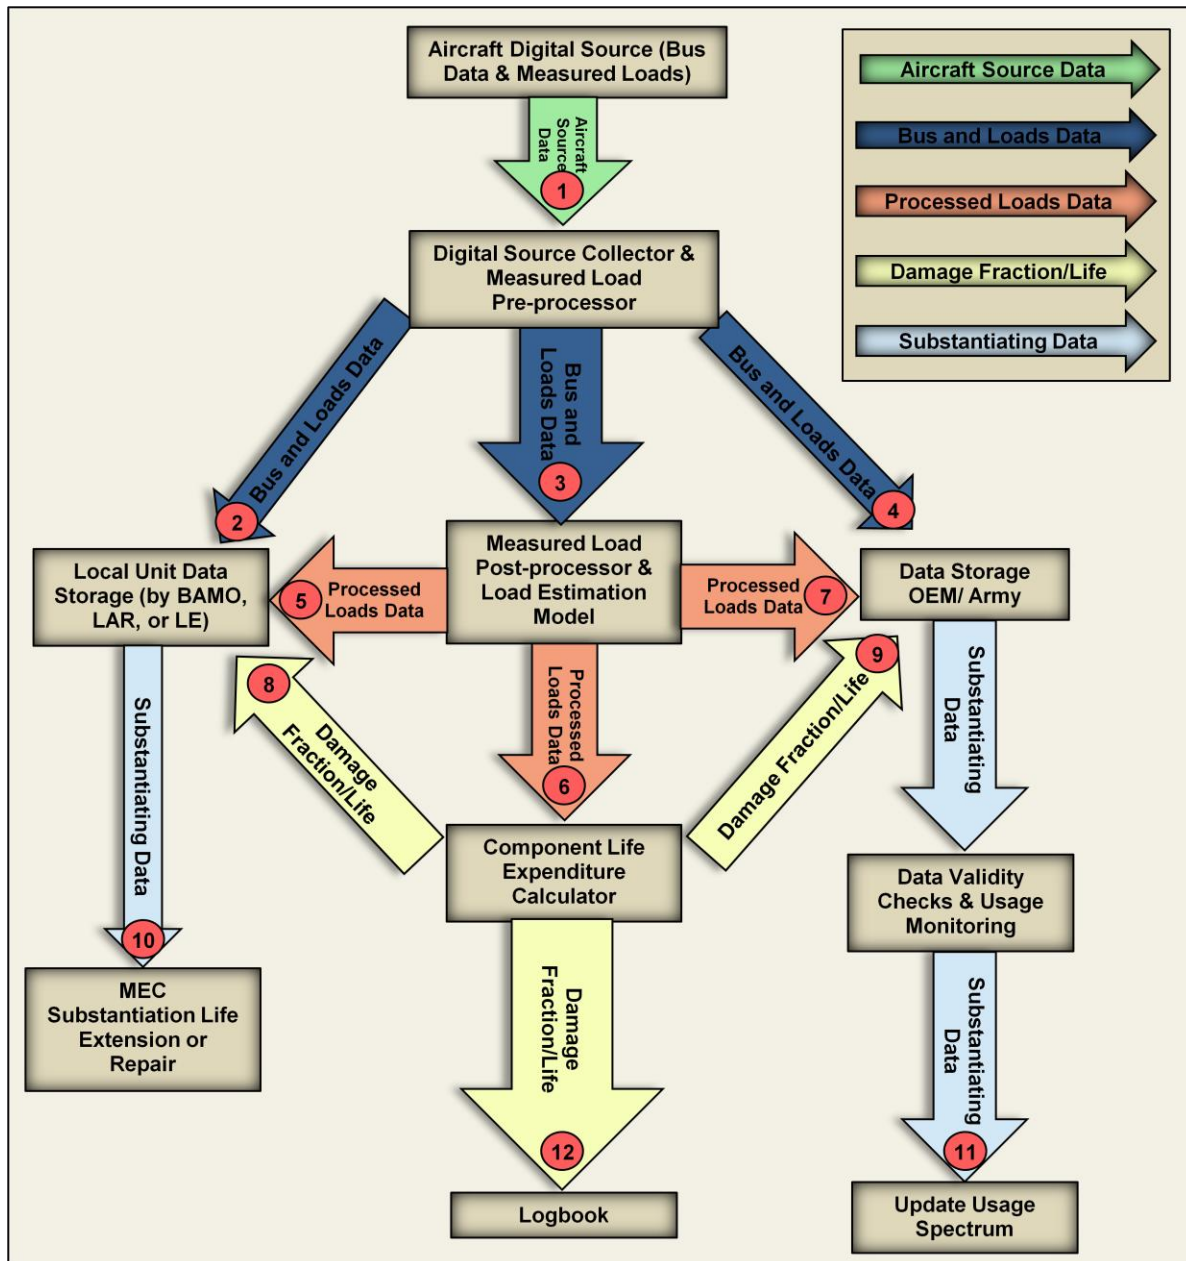 Aircraft Digital Source (Bus
Data & Measured Loads)
Aircraft
Source
Data
1
Aircraft Source Data
Bus and Loads Data
Processed Loads Data
Damage Fraction/Life
Substantiating Data
Digital Source Collector &
Measured Load
Pre-processor
Bus and Loads Data
2
Bus and
Loads Data
3
Bus and Loads Data
4
Local Unit Data
Storage (by BAMO,
LAR, or LE)
5
Processed
Loads Data
Measured Load
Post-processor &
Load Estimation
Model
Processed
Loads Data
7
Data Storage
OEM/ Army
8
Damage
Fraction/Life
Processed
Loads Data
6
9
Damage Fraction/Life
Substantiating Data
10
Substantiating
Data
Component Life
Expenditure
Calculator
Data Validity
Checks & Usage
Monitoring
MEC
Substantiation Life
Extension or
Repair
Damage
Fraction/Life
12
Substantiating
Data
11
Logbook
Update Usage
Spectrum